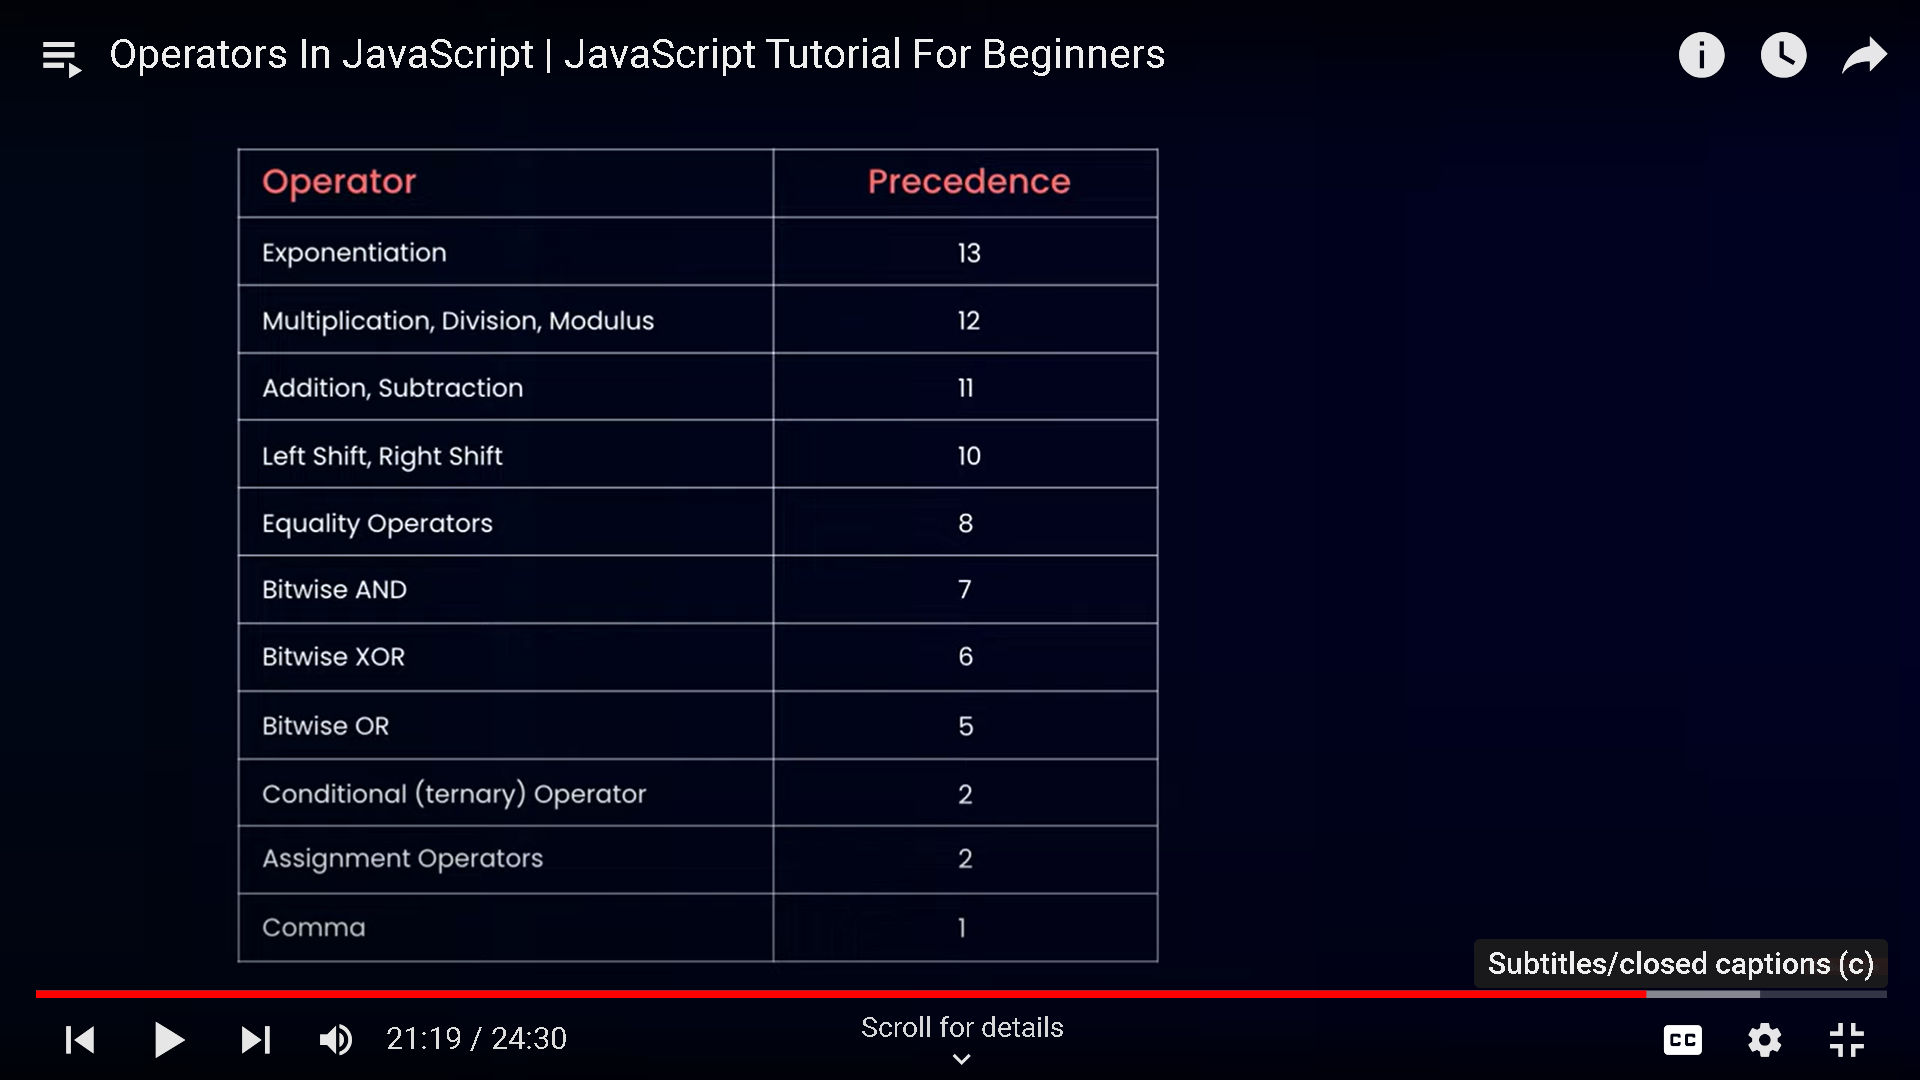 Operators In JavaScript | JavaScript Tutorial For Beginners
Operator Precedence
Exponentiation 13
Multiplication, Division, Modulus 12
Addition, Subtraction 11
Left Shift, Right Shift 10
Equality Operators 8
Bitwise AND 7
Bitwise XOR 6
Bitwise OR 5
Conditional (ternary) Operator 2
Assignment Operators 2
Comma 1
Subtitles/closed captions (c)
21:19 / 24:30
Scroll for details
CC